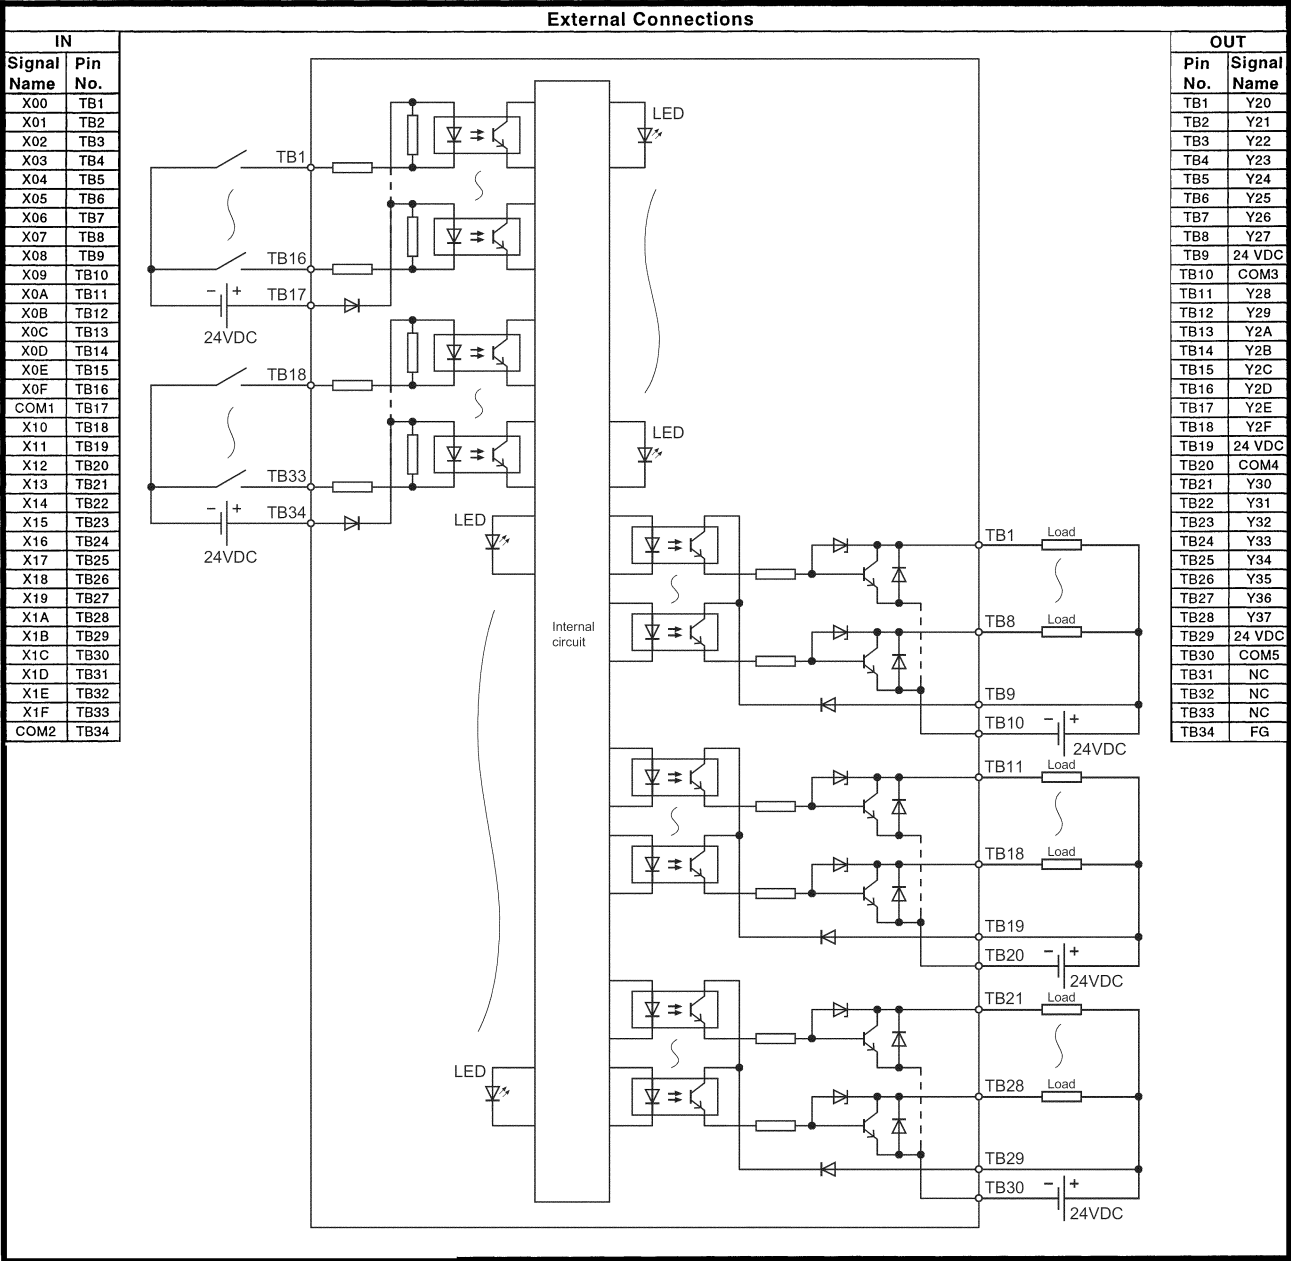 External Connections
IN
Signal Name Pin No.
X00 TB1
X01 TB2
X02 TB3
X03 TB4
X04 TB5
X05 TB6
X06 TB7
X07 TB8
X08 TB9
X09 TB10
X0A TB11
X0B TB12
X0C TB13
X0D TB14
X0E TB15
X0F TB16
COM1 TB17
X10 TB18
X11 TB19
X12 TB20
X13 TB21
X14 TB22
X15 TB23
X16 TB24
X17 TB25
X18 TB26
X19 TB27
X1A TB28
X1B TB29
X1C TB30
X1D TB31
X1E TB32
X1F TB33
COM2 TB34
TB1
TB16
TB17
- +
24VDC
TB18
TB33
TB34
- +
24VDC
LED
LED
LED
LED
Internal
circuit
TB1 Load
TB8 Load
TB9
TB10 - +
24VDC
TB11 Load
TB18 Load
TB19
TB20 - +
24VDC
TB21 Load
TB28 Load
TB29
TB30 - +
24VDC
OUT
Pin No. Signal Name
TB1 Y20
TB2 Y21
TB3 Y22
TB4 Y23
TB5 Y24
TB6 Y25
TB7 Y26
TB8 Y27
TB9 24 VDC
TB10 COM3
TB11 Y28
TB12 Y29
TB13 Y2A
TB14 Y2B
TB15 Y2C
TB16 Y2D
TB17 Y2E
TB18 Y2F
TB19 24 VDC
TB20 COM4
TB21 Y30
TB22 Y31
TB23 Y32
TB24 Y33
TB25 Y34
TB26 Y35
TB27 Y36
TB28 Y37
TB29 24 VDC
TB30 COM5
TB31 NC
TB32 NC
TB33 NC
TB34 FG